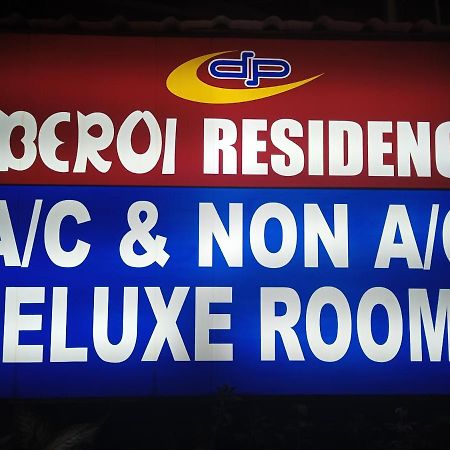 dp
BEROI RESIDENC
A/C & NON A/C
ELUXE ROOM